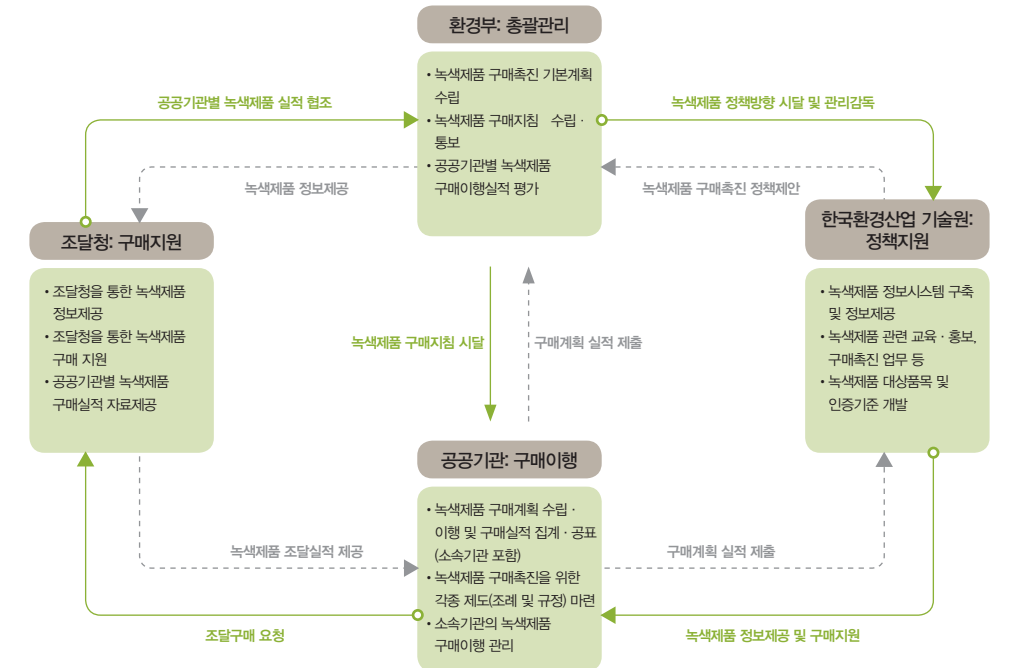 환경부: 총괄관리
• 녹색제품 구매촉진 기본계획
수립
• 녹색제품 구매지침 수립 ·
통보
• 공공기관별 녹색제품
구매이행실적 평가
공공기관별 녹색제품 실적 협조
녹색제품 정책방향 시달 및 관리감독
녹색제품 정보제공
녹색제품 구매촉진 정책제안
조달청: 구매지원
• 조달청을 통한 녹색제품
정보제공
• 조달청을 통한 녹색제품
구매 지원
• 공공기관별 녹색제품
구매실적 자료제공
한국환경산업 기술원:
정책지원
• 녹색제품 정보시스템 구축
및 정보제공
• 녹색제품 관련 교육 · 홍보,
구매촉진 업무 등
• 녹색제품 대상품목 및
인증기준 개발
녹색제품 구매지침 시달
구매계획 실적 제출
공공기관: 구매이행
• 녹색제품 구매계획 수립 ·
이행 및 구매실적 집계 · 공표
(소속기관 포함)
• 녹색제품 구매촉진을 위한
각종 제도(조례 및 규정) 마련
• 소속기관의 녹색제품
구매이행 관리
녹색제품 조달실적 제공
구매계획 실적 제출
조달구매 요청
녹색제품 정보제공 및 구매지원